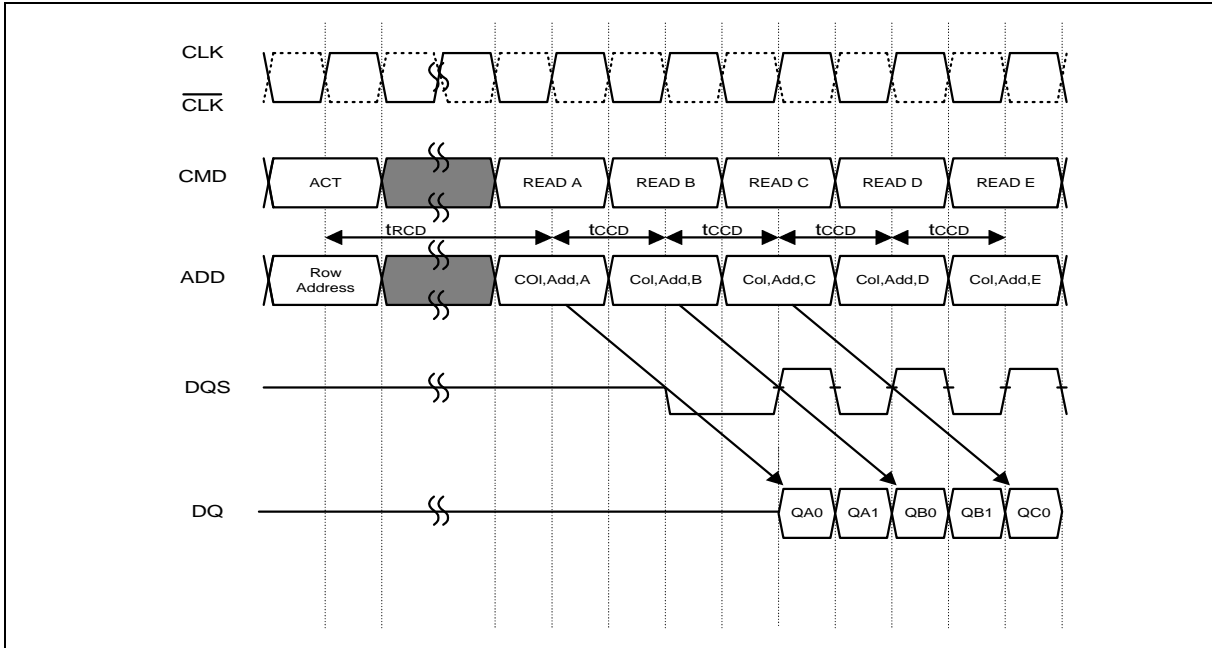 CLK
CLK
CMD
ACT
READ A
READ B
READ C
READ D
READ E
tRCD
tCCD
tCCD
tCCD
tCCD
ADD
Row
Address
COl,Add,A
Col,Add,B
Col,Add,C
Col,Add,D
Col,Add,E
DQS
DQ
QA0
QA1
QB0
QB1
QC0